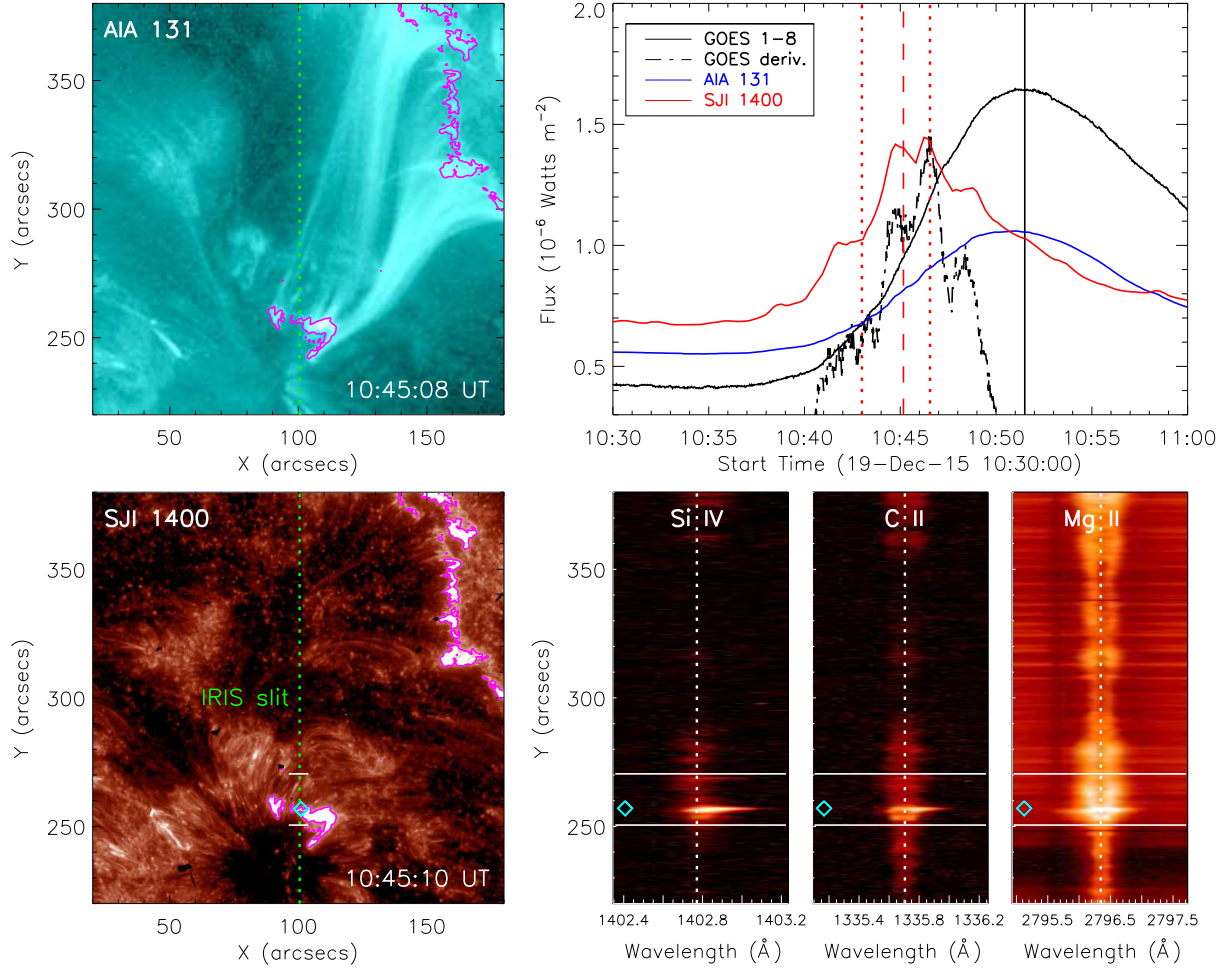 AIA 131
10:45:08 UT
350
300
250
Y (arcsecs)
50
100
150
X (arcsecs)
GOES 1-8
GOES deriv.
AIA 131
SJI 1400
2.0
1.5
1.0
0.5
Flux (10⁻⁶ Watts m⁻²)
10:30
10:35
10:40
10:45
10:50
10:55
11:00
Start Time (19-Dec-15 10:30:00)
SJI 1400
IRIS slit
10:45:10 UT
350
300
250
Y (arcsecs)
50
100
150
X (arcsecs)
Si IV
C II
Mg II
350
300
250
Y (arcsecs)
1402.4
1402.8
1403.2
Wavelength (Å)
1335.4
1335.8
1336.2
Wavelength (Å)
2795.5
2796.5
2797.5
Wavelength (Å)